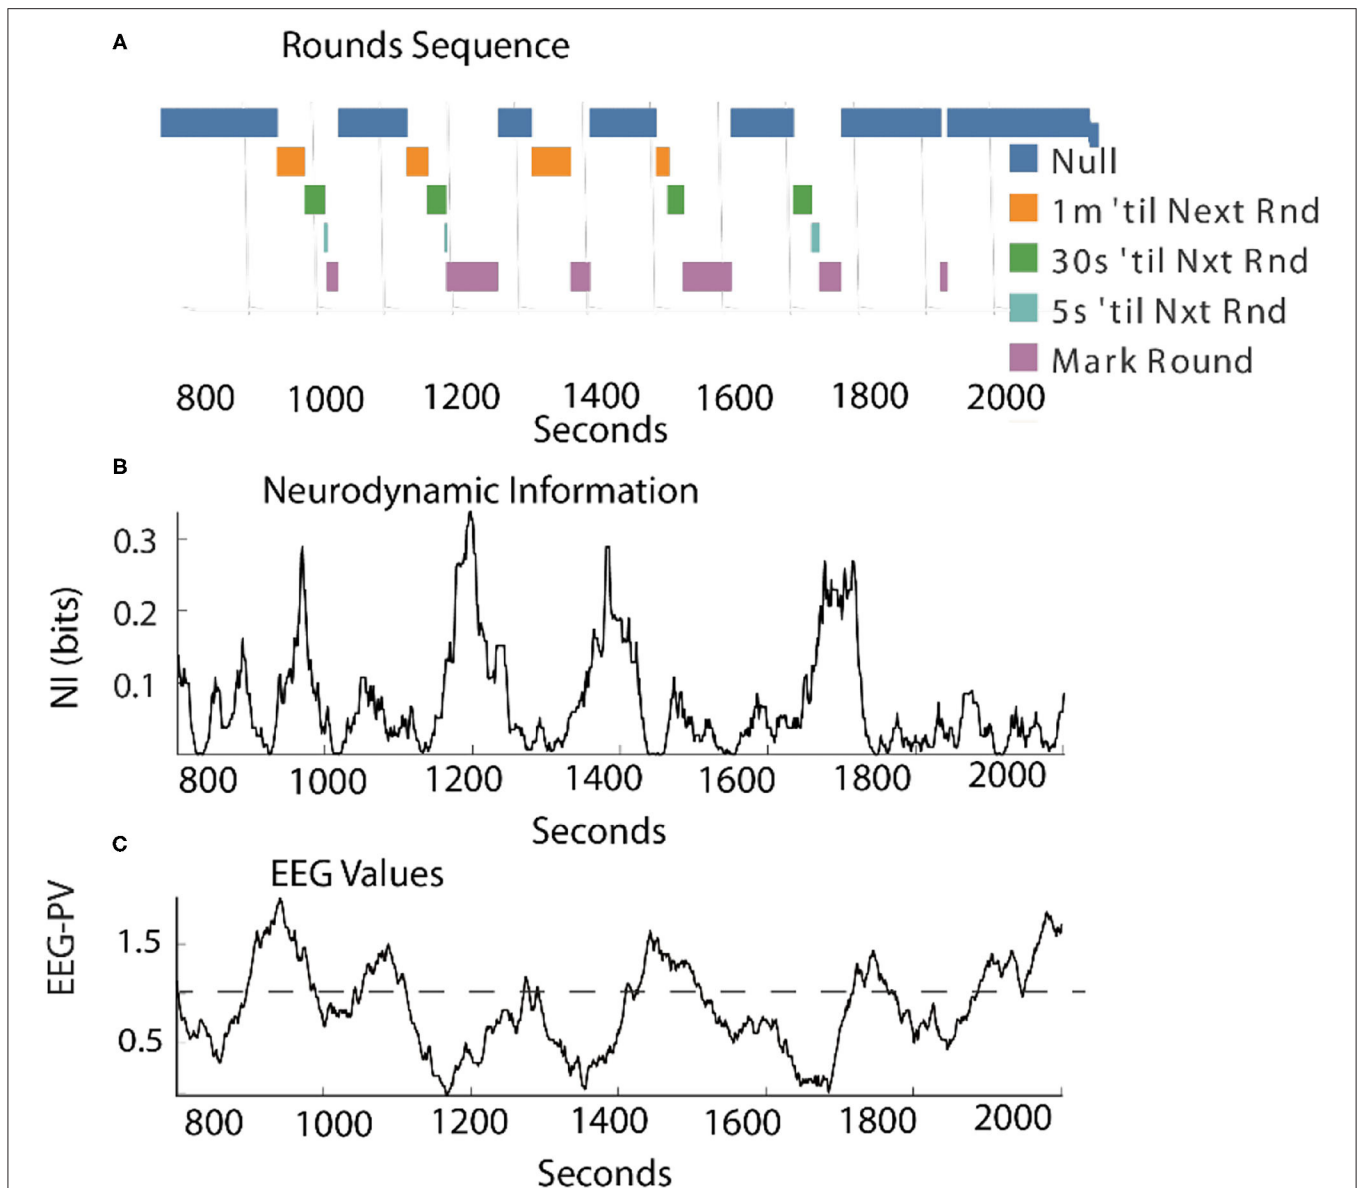 A
Rounds Sequence
Null
1m 'til Next Rnd
30s 'til Nxt Rnd
5s 'til Nxt Rnd
Mark Round
800 1000 1200 1400 1600 1800 2000
Seconds
B
Neurodynamic Information
NI (bits)
0.3
0.2
0.1
800 1000 1200 1400 1600 1800 2000
Seconds
C
EEG Values
EEG-PV
1.5
0.5
800 1000 1200 1400 1600 1800 2000
Seconds